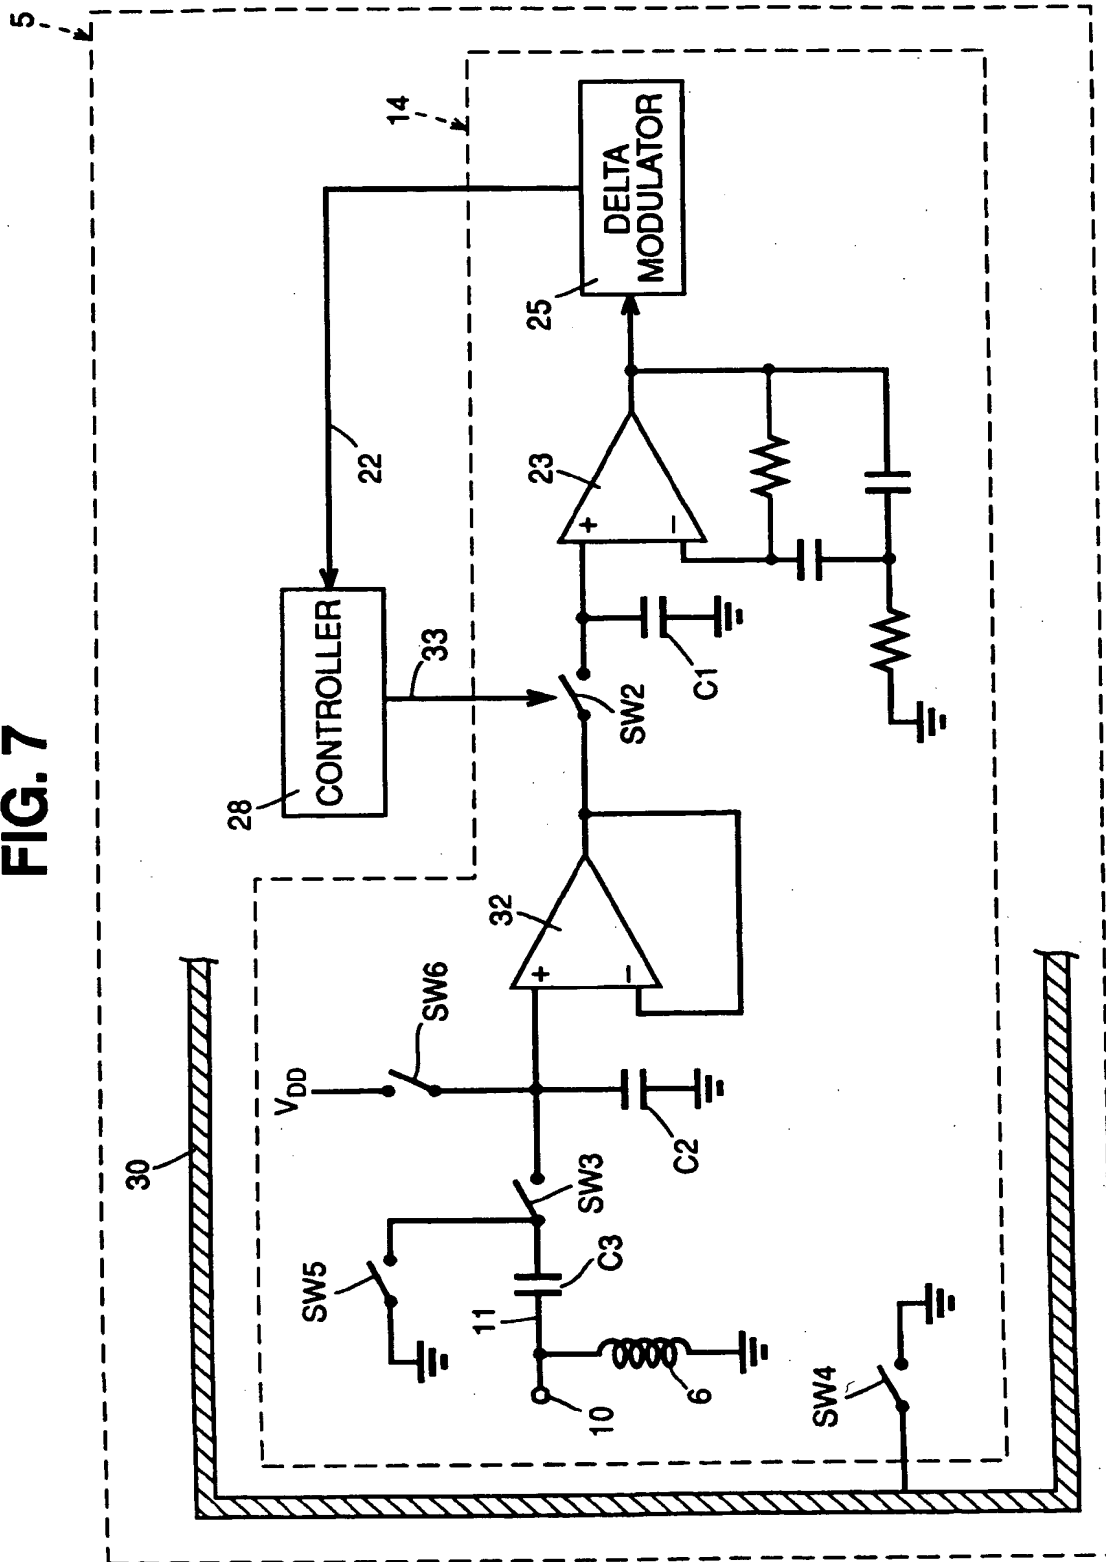 FIG. 7
5
14
DELTA
MODULATOR
25
22
23
CONTROLLER
28
33
SW2
C1
+
−
32
+
−
SW6
V_DD
C2
30
SW3
SW5
C3
11
10
6
SW4